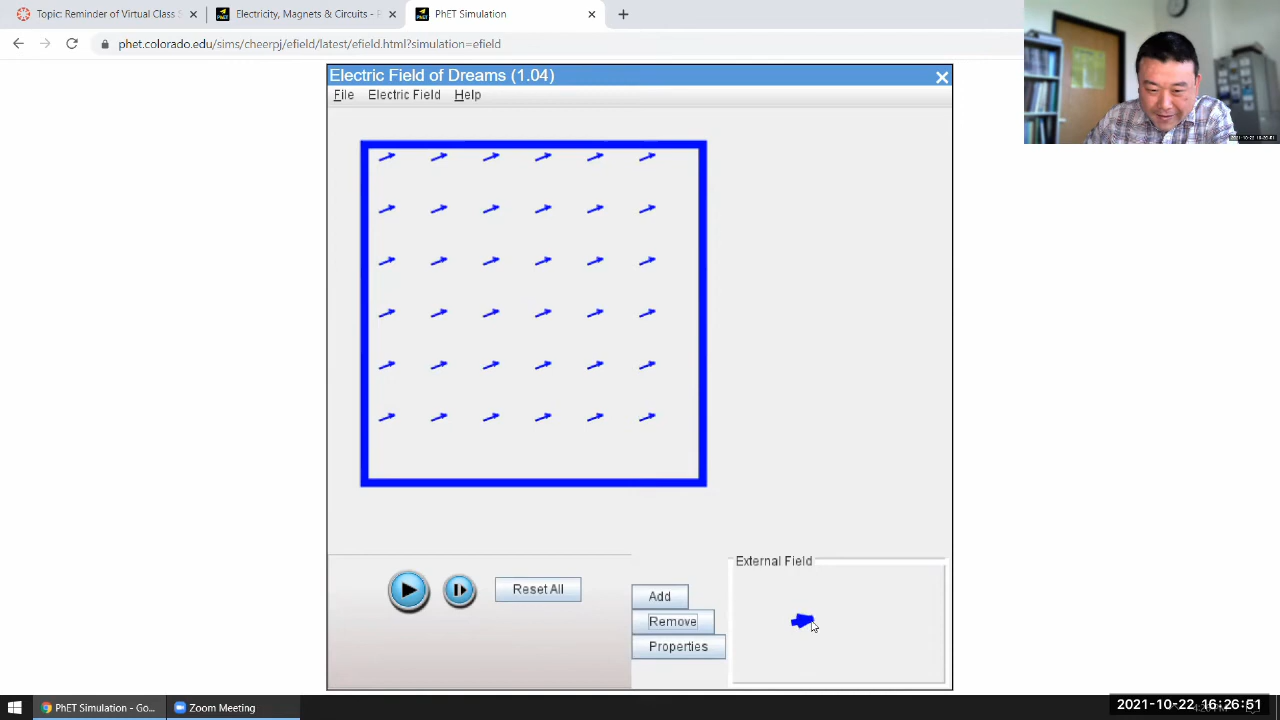 Topic: Reminder of Virtual Class S
Electricity, Magnets & Circuits - P
PhET Simulation
phet.colorado.edu/sims/cheerpj/efield/latest/efield.html?simulation=efield
Electric Field of Dreams (1.04)
File Electric Field Help
External Field
Reset All
Add
Remove
Properties
PhET Simulation - Go...
Zoom Meeting
2021-10-22 16:26:51